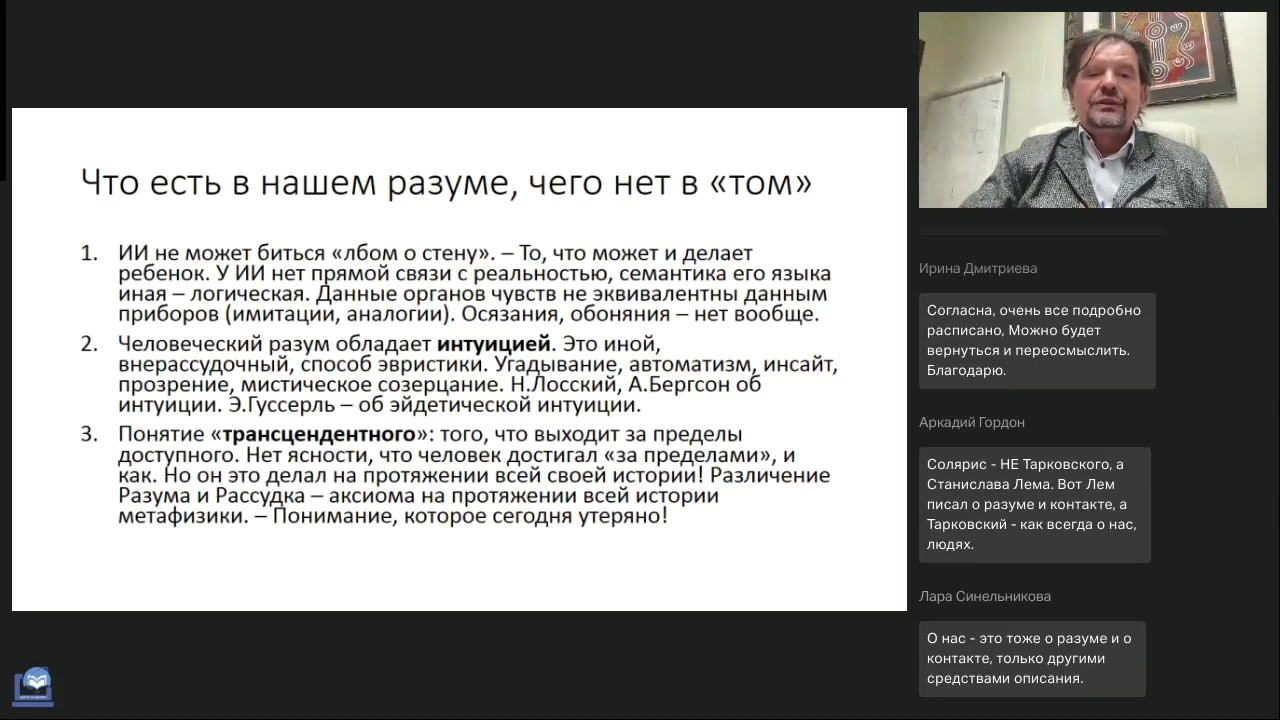 Что есть в нашем разуме, чего нет в «том»
1. ИИ не может биться «лбом о стену». – То, что может и делает
ребенок. У ИИ нет прямой связи с реальностью, семантика его языка
иная – логическая. Данные органов чувств не эквивалентны данным
приборов (имитации, аналогии). Осязания, обоняния – нет вообще.
2. Человеческий разум обладает интуицией. Это иной,
внерассудочный, способ эвристики. Угадывание, автоматизм, инсайт,
прозрение, мистическое созерцание. Н.Лосский, А.Бергсон об
интуиции. Э.Гуссерль – об эйдетической интуиции.
3. Понятие «трансцендентного»: того, что выходит за пределы
доступного. Нет ясности, что человек достигал «за пределами», и
как. Но он это делал на протяжении всей своей истории! Различение
Разума и Рассудка – аксиома на протяжении всей истории
метафизики. – Понимание, которое сегодня утеряно!
Ирина Дмитриева
Согласна, очень все подробно
расписано, Можно будет
вернуться и переосмыслить.
Благодарю.
Аркадий Гордон
Солярис - НЕ Тарковского, а
Станислава Лема. Вот Лем
писал о разуме и контакте, а
Тарковский - как всегда о нас,
людях.
Лара Синельникова
О нас - это тоже о разуме и о
контакте, только другими
средствами описания.